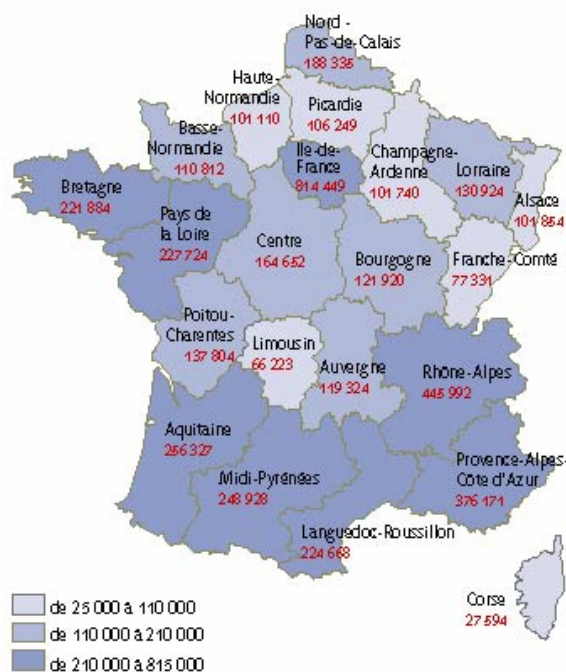 Nord -
Pas-de-Calais
188 335
Haute-
Normandie
101 110
Picardie
106 249
Basse-
Normandie
110 812
Ile-de-
France
814 449
Champagne-
Ardenne
101 740
Lorraine
130 924
Alsace
101 854
Bretagne
221 884
Pays de
la Loire
227 724
Centre
164 652
Bourgogne
121 920
Franche-Comté
77 331
Poitou-
Charentes
137 804
Limousin
66 223
Auvergne
119 324
Rhône-Alpes
445 992
Aquitaine
256 327
Midi-Pyrénées
248 928
Provence-Alpes-
Côte d'Azur
376 171
Languedoc-Roussillon
224 668
Corse
27 594
de 25 000 à 110 000
de 110 000 à 210 000
de 210 000 à 815 000